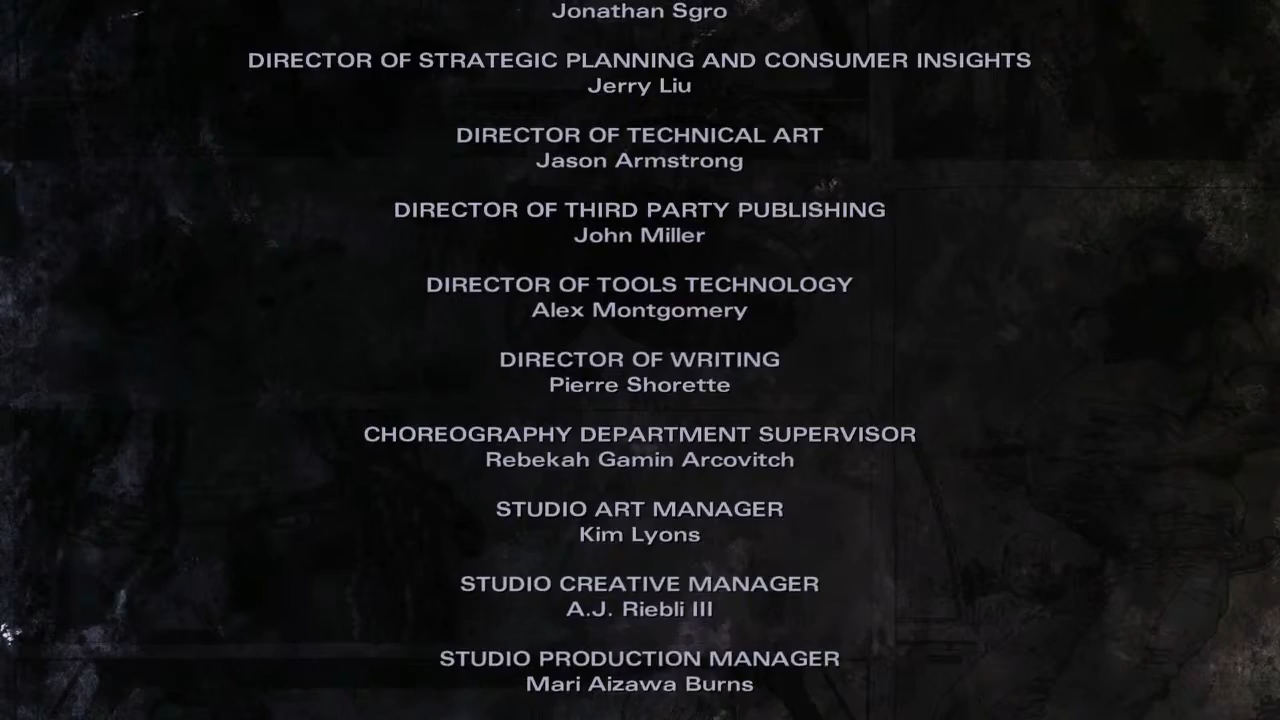 Jonathan Sgro
DIRECTOR OF STRATEGIC PLANNING AND CONSUMER INSIGHTS
Jerry Liu
DIRECTOR OF TECHNICAL ART
Jason Armstrong
DIRECTOR OF THIRD PARTY PUBLISHING
John Miller
DIRECTOR OF TOOLS TECHNOLOGY
Alex Montgomery
DIRECTOR OF WRITING
Pierre Shorette
CHOREOGRAPHY DEPARTMENT SUPERVISOR
Rebekah Gamin Arcovitch
STUDIO ART MANAGER
Kim Lyons
STUDIO CREATIVE MANAGER
A.J. Riebli III
STUDIO PRODUCTION MANAGER
Mari Aizawa Burns